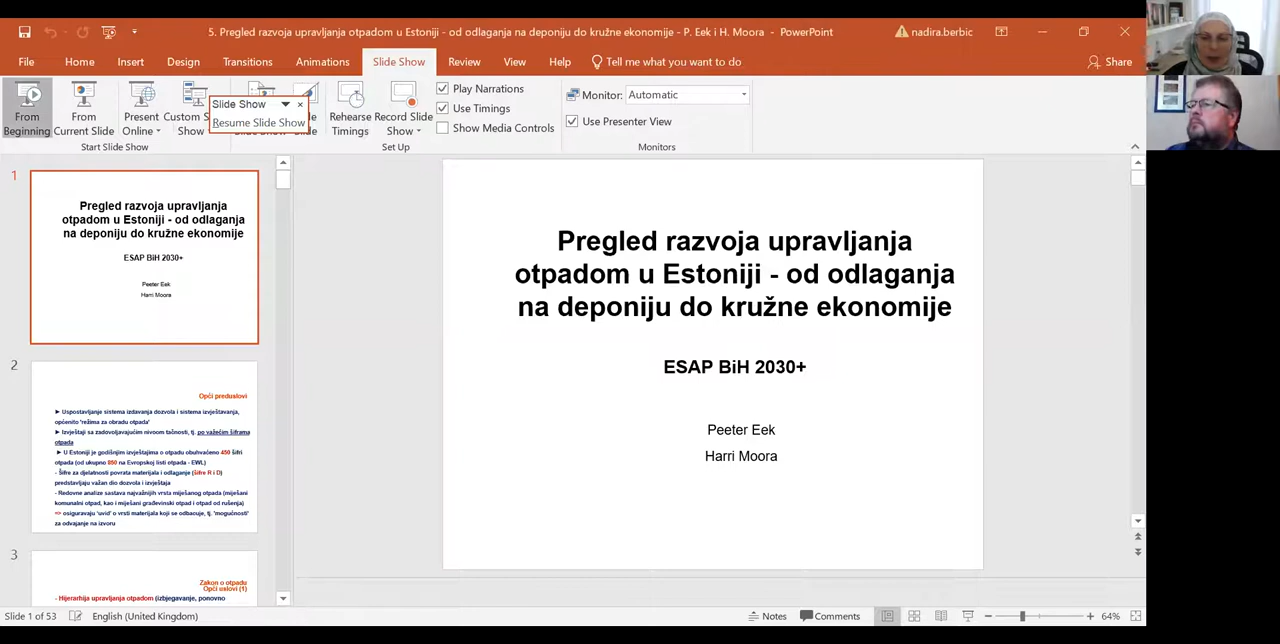 5. Pregled razvoja upravljanja otpadom u Estoniji - od odlaganja na deponiju do kružne ekonomije - P. Eek i H. Moora - PowerPoint
nadira.berbic
File Home Insert Design Transitions Animations Slide Show Review View Help Tell me what you want to do Share
From Beginning
From Current Slide
Present Online
Custom S
Show
Slide Show
Resume Slide Show
Rehearse Timings
Record Slide Show
Play Narrations
Use Timings
Show Media Controls
Monitor: Automatic
Use Presenter View
Start Slide Show
Set Up
Monitors
1
Pregled razvoja upravljanja
otpadom u Estoniji - od odlaganja
na deponiju do kružne ekonomije
ESAP BiH 2030+
Peeter Eek
Harri Moora
2
Opći preduslovi
► Uspostavljanje sistema izdavanja dozvola i sistema izvještavanja,
općenito 'režima za obradu otpada'
► Izvještaji sa zadovoljavajućim nivoom tačnosti, tj. po važećim šiframa
otpada
► U Estoniji je godišnjim izvještajima o otpadu obuhvaćeno 450 šifri
otpada (od ukupno 850 na Evropskoj listi otpada - EWL)
- Šifre za djelatnosti povrata materijala i odlaganje (šifre R i D)
predstavljaju važan dio dozvola i izvještaja
- Redovne analize sastava najvažnijih vrsta miješanog otpada (miješani
komunalni otpad, kao i miješani građevinski otpad i otpad od rušenja)
=> osiguravaju 'uvid' o vrsti materijala koji se odbacuje, tj. 'mogućnosti'
za odvajanje na izvoru
3
Zakon o otpadu
Opći uslovi (1)
- Hijerarhija upravljanja otpadom (izbjegavanje, ponovno
Pregled razvoja upravljanja
otpadom u Estoniji - od odlaganja
na deponiju do kružne ekonomije
ESAP BiH 2030+
Peeter Eek
Harri Moora
Slide 1 of 53 English (United Kingdom) Notes Comments 64%